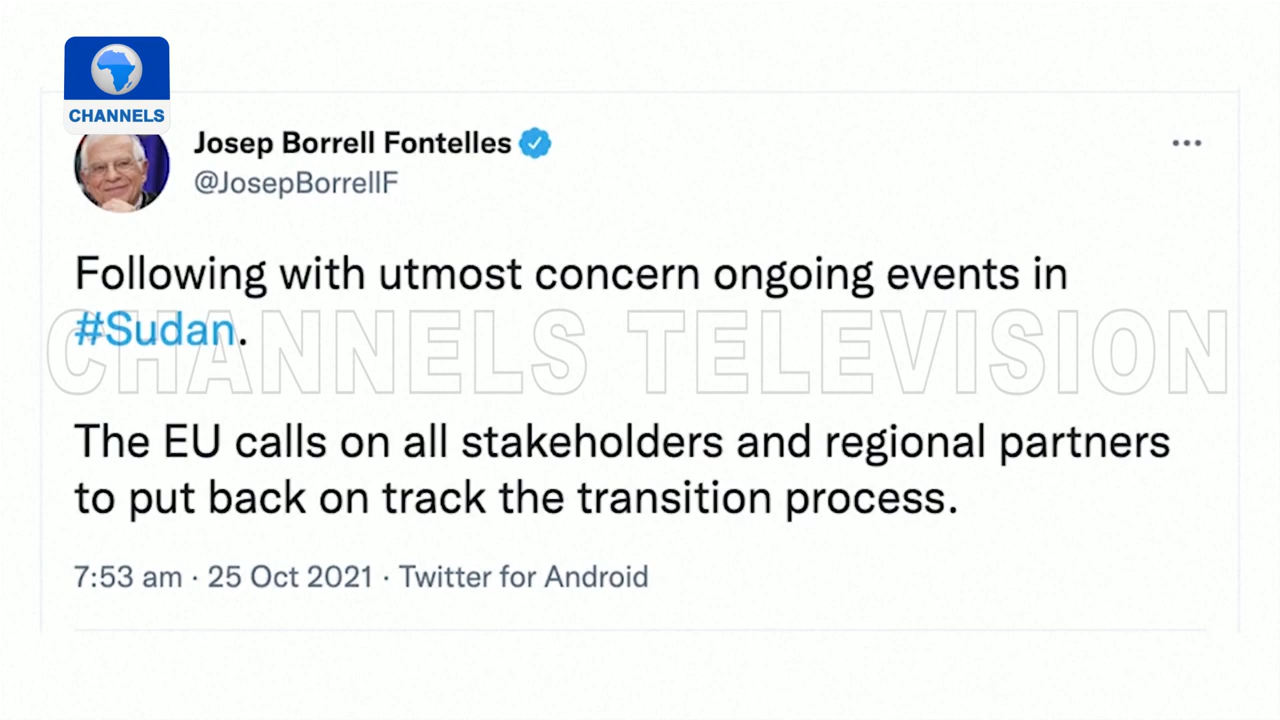 CHANNELS
Josep Borrell Fontelles
@JosepBorrellF
Following with utmost concern ongoing events in
#Sudan.
CHANNELS TELEVISION
The EU calls on all stakeholders and regional partners
to put back on track the transition process.
7:53 am · 25 Oct 2021 · Twitter for Android